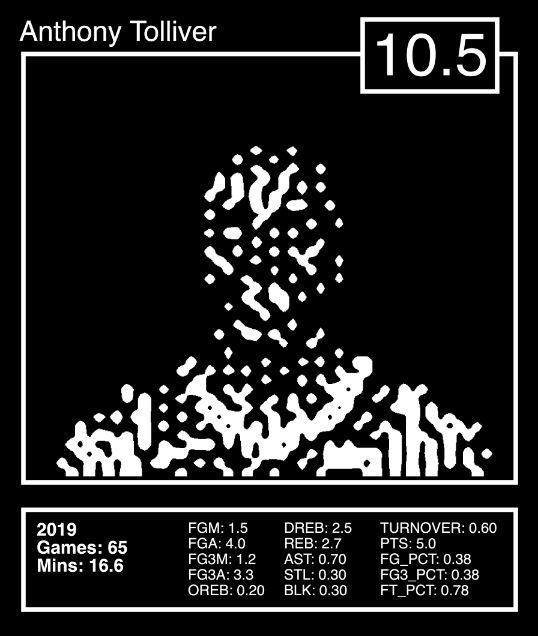 Anthony Tolliver
10.5
2019
Games: 65
Mins: 16.6
FGM: 1.5
FGA: 4.0
FG3M: 1.2
FG3A: 3.3
OREB: 0.20
DREB: 2.5
REB: 2.7
AST: 0.70
STL: 0.30
BLK: 0.30
TURNOVER: 0.60
PTS: 5.0
FG_PCT: 0.38
FG3_PCT: 0.38
FT_PCT: 0.78